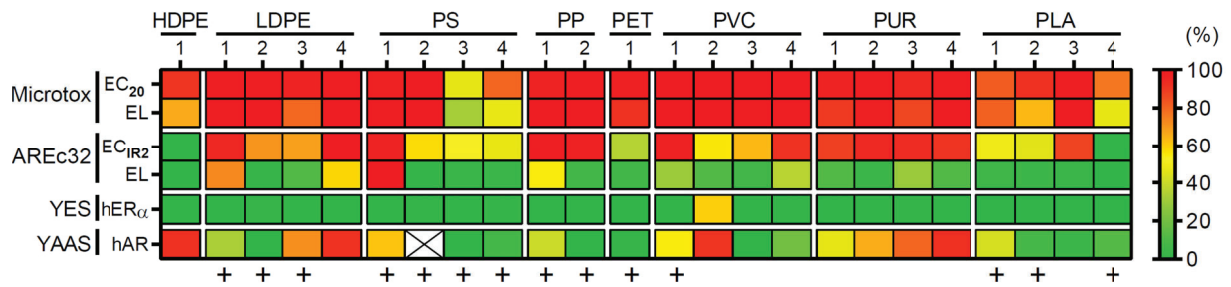 HDPE LDPE PS PP PET PVC PUR PLA
1 1 2 3 4 1 2 3 4 1 2 1 1 2 3 4 1 2 3 4 1 2 3 4 (%)
Microtox EC20 100
EL 80
AREc32 ECIR2 60
EL 40
YES hERα 20
YAAS hAR 0
+ + + + + + + + + + + + + +